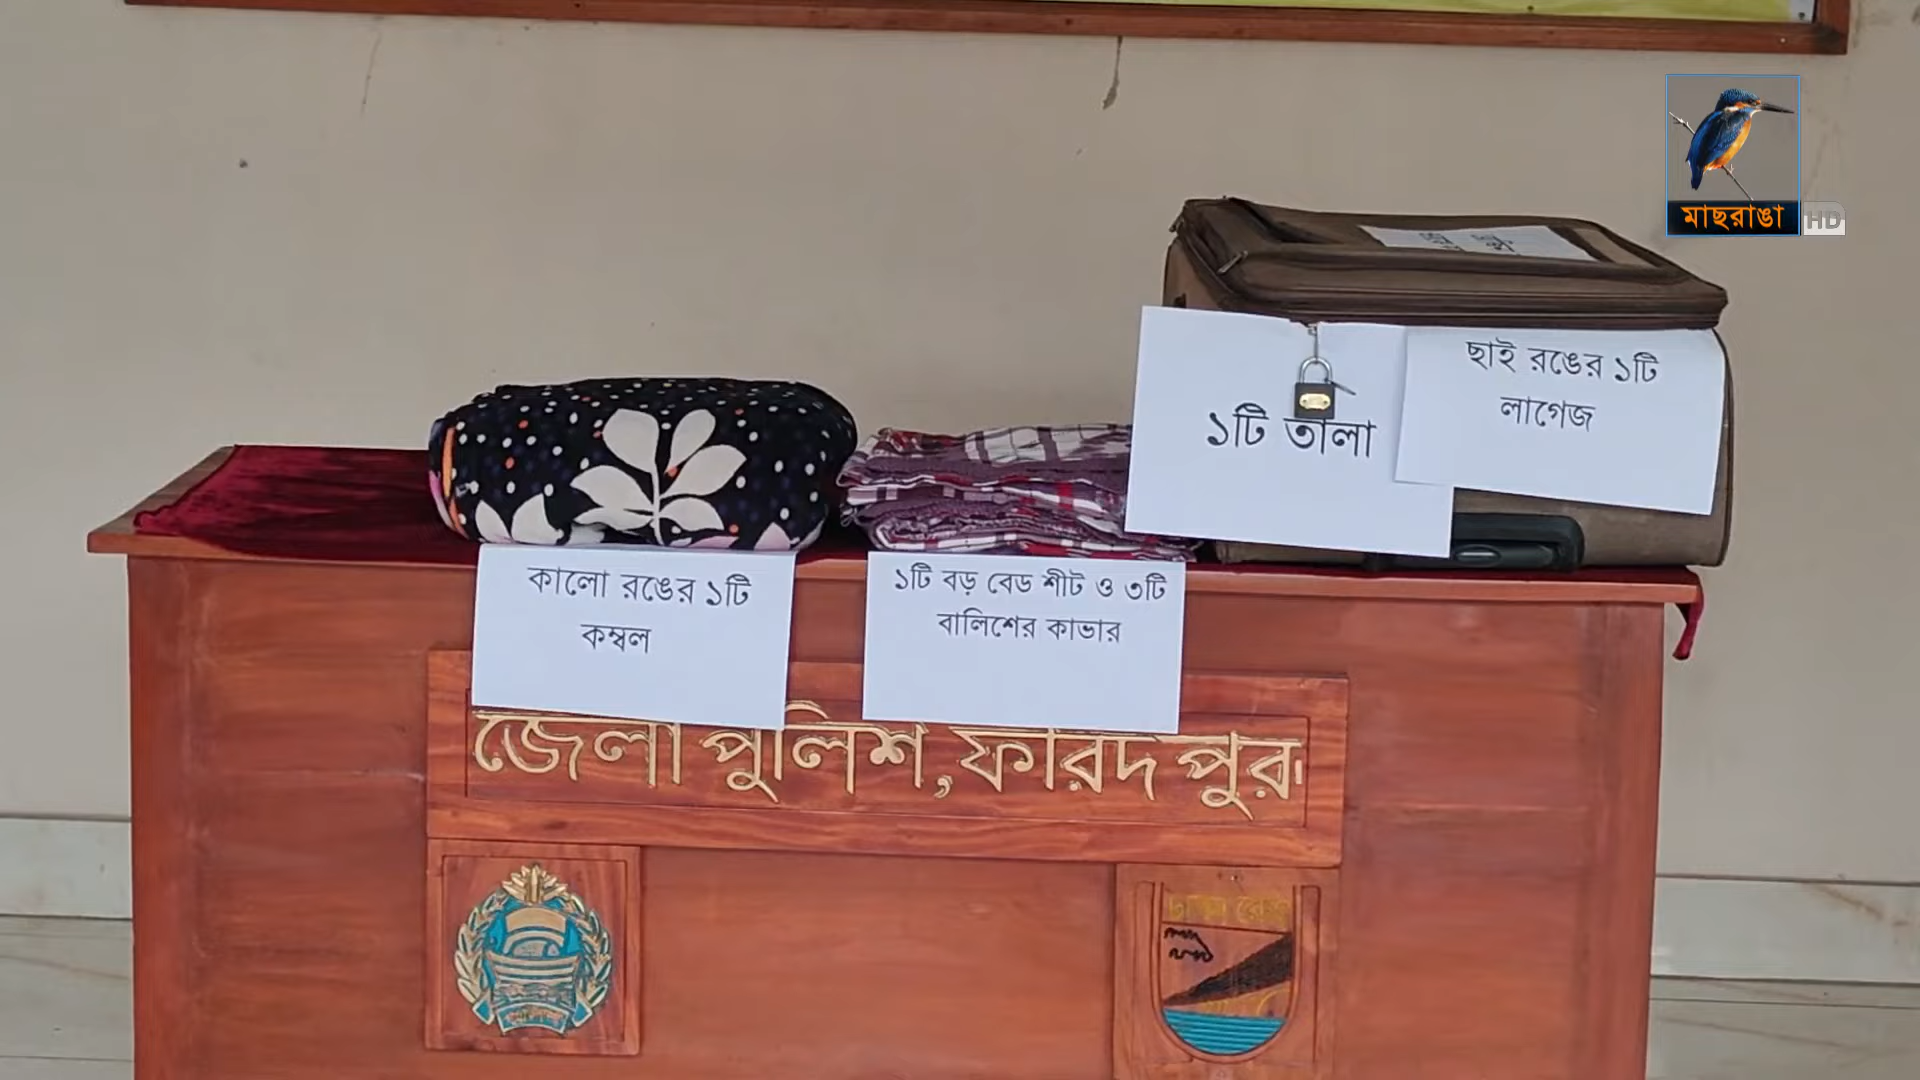 মাছরাঙা
HD
ছাই রঙের ১টি
লাগেজ
১টি তালা
কালো রঙের ১টি
কম্বল
১টি বড় বেড শীট ও ৩টি
বালিশের কাভার
জেলা পুলিশ, ফরিদপুর